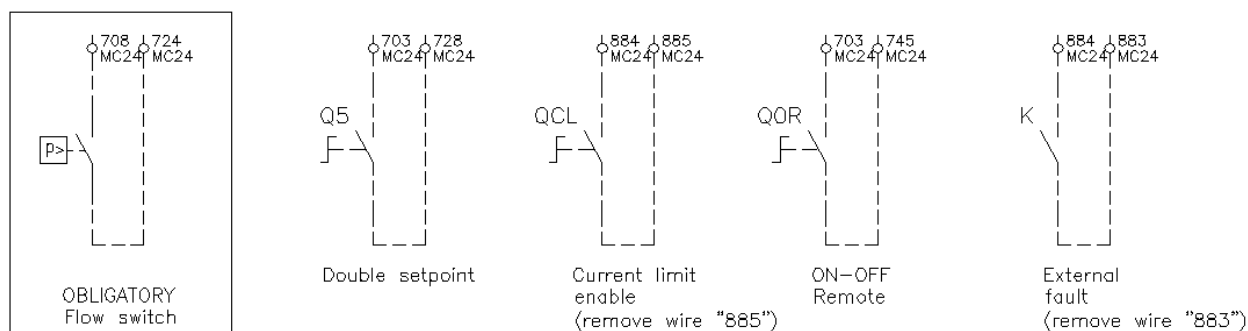 708 724
MC24 MC24
P>
OBLIGATORY
Flow switch
703 728
MC24 MC24
Q5
Double setpoint
884 885
MC24 MC24
QCL
Current limit
enable
(remove wire "885")
703 745
MC24 MC24
QOR
ON-OFF
Remote
884 883
MC24 MC24
K
External
fault
(remove wire "883")